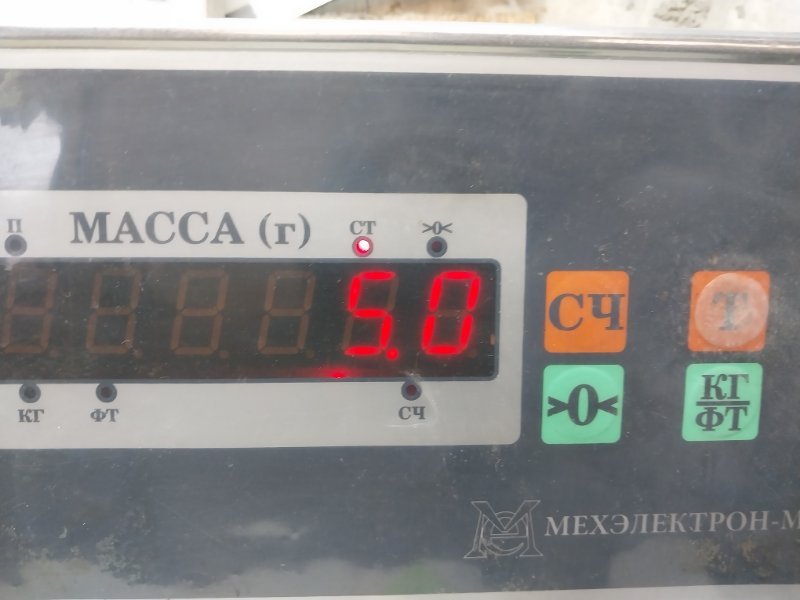 П МАССА (г) СТ >0<
5.0
КГ ФТ СЧ
СЧ Т
>0< КГ/ФТ
МЕХЭЛЕКТРОН-М